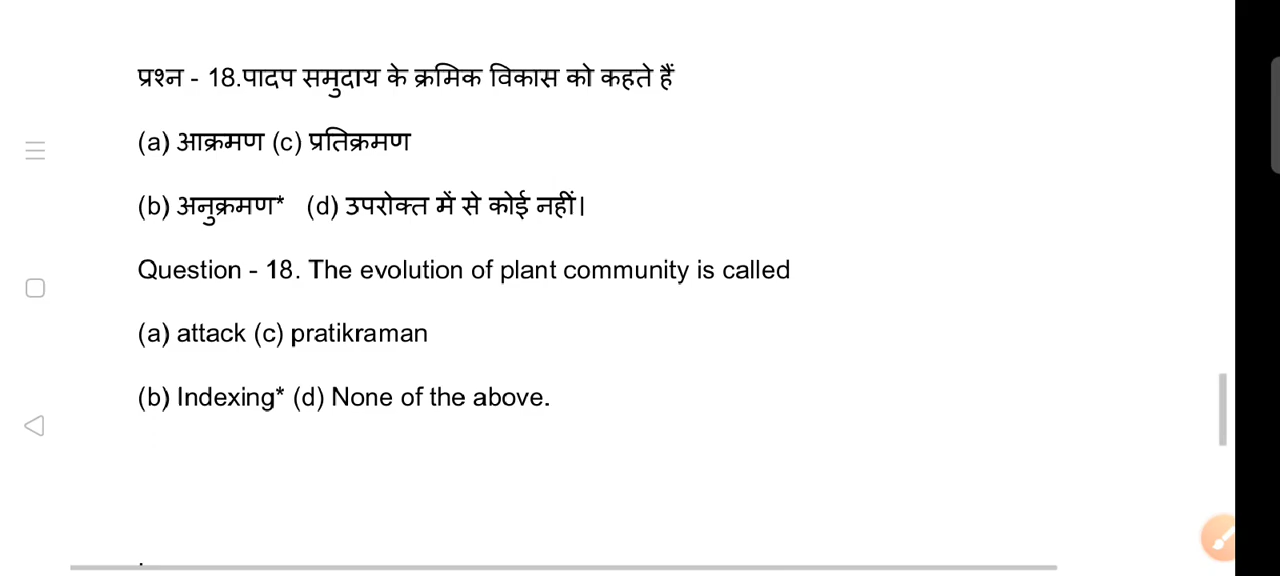 प्रश्न - 18.पादप समुदाय के क्रमिक विकास को कहते हैं
(a) आक्रमण (c) प्रतिक्रमण
(b) अनुक्रमण* (d) उपरोक्त में से कोई नहीं।
Question - 18. The evolution of plant community is called
(a) attack (c) pratikraman
(b) Indexing* (d) None of the above.